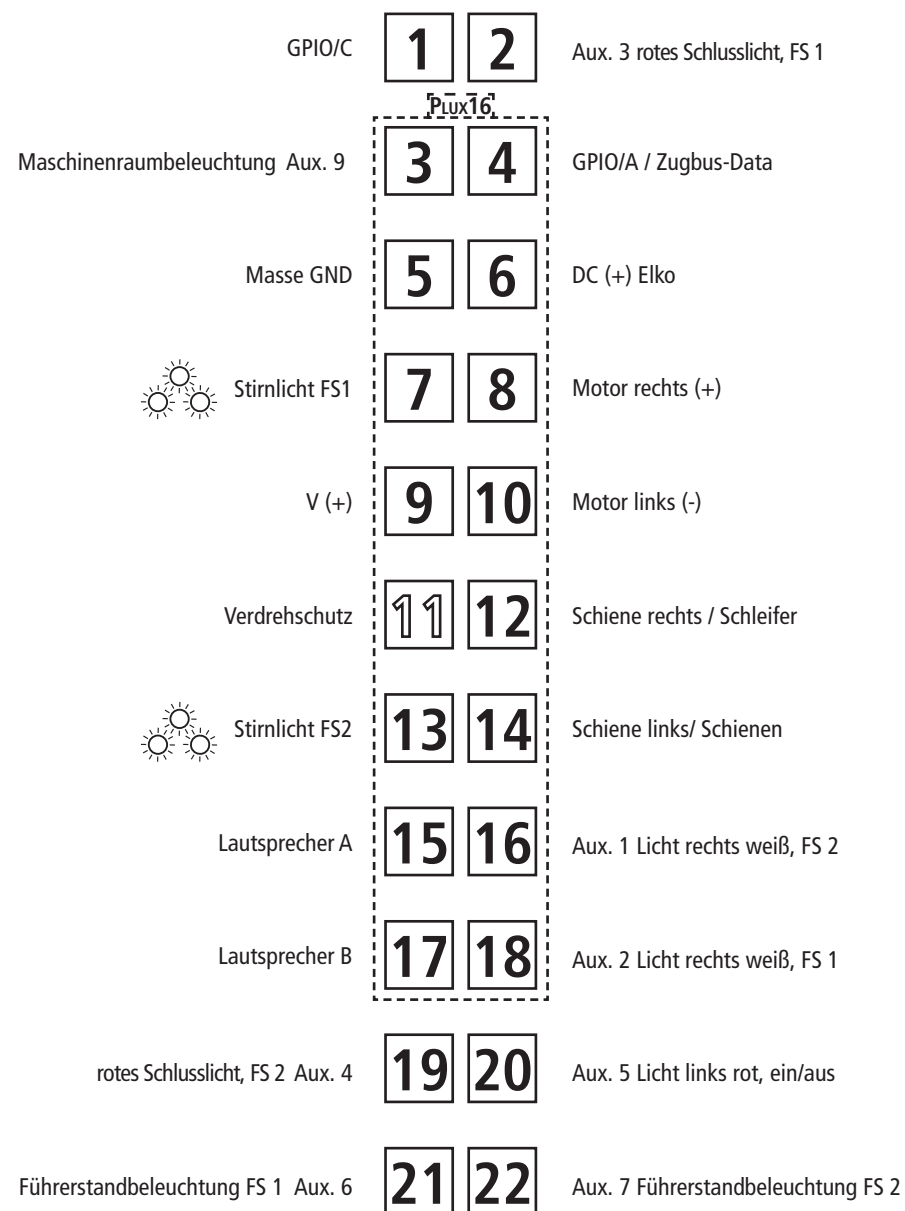 GPIO/C 1 2 Aux. 3 rotes Schlusslicht, FS 1
PLUX16
Maschinenraumbeleuchtung Aux. 9 3 4 GPIO/A / Zugbus-Data
Masse GND 5 6 DC (+) Elko
Stirnlicht FS1 7 8 Motor rechts (+)
V (+) 9 10 Motor links (-)
Verdrehschutz 11 12 Schiene rechts / Schleifer
Stirnlicht FS2 13 14 Schiene links/ Schienen
Lautsprecher A 15 16 Aux. 1 Licht rechts weiß, FS 2
Lautsprecher B 17 18 Aux. 2 Licht rechts weiß, FS 1
rotes Schlusslicht, FS 2 Aux. 4 19 20 Aux. 5 Licht links rot, ein/aus
Führerstandbeleuchtung FS 1 Aux. 6 21 22 Aux. 7 Führerstandbeleuchtung FS 2